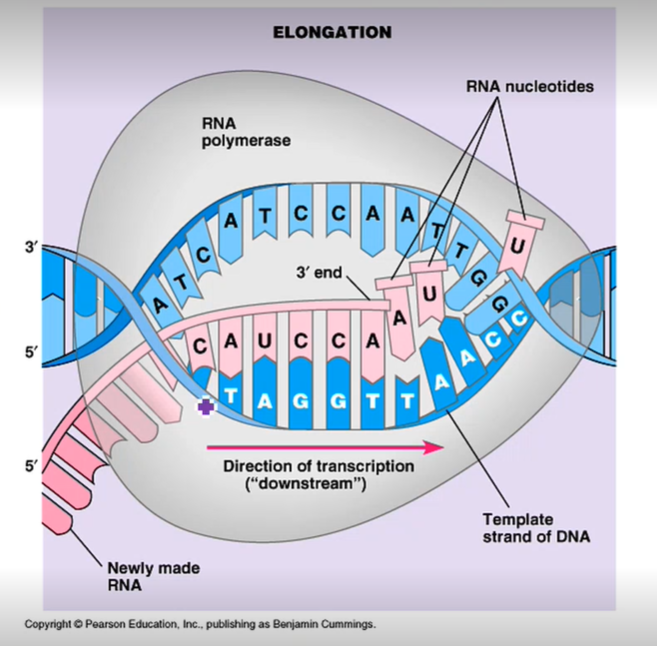 ELONGATION
RNA nucleotides
RNA
polymerase
3′
A T C A T C C A A T T G G C
U
3′ end
A
U
5′
C A U C C A
T A G G T T A A C C
5′
Direction of transcription
(“downstream”)
Template
strand of DNA
Newly made
RNA
Copyright © Pearson Education, Inc., publishing as Benjamin Cummings.